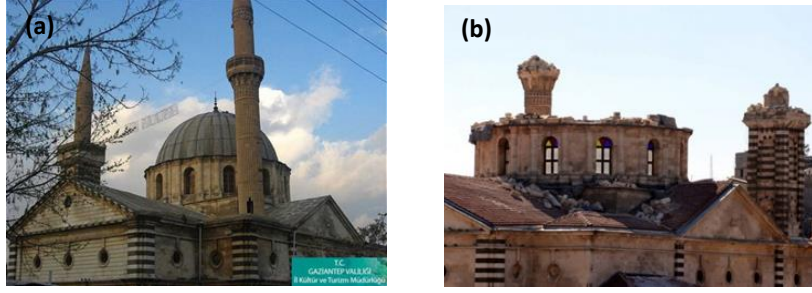 (a)
(b)
T.C.
GAZİANTEP VALİLİĞİ
İl Kültür ve Turizm Müdürlüğü